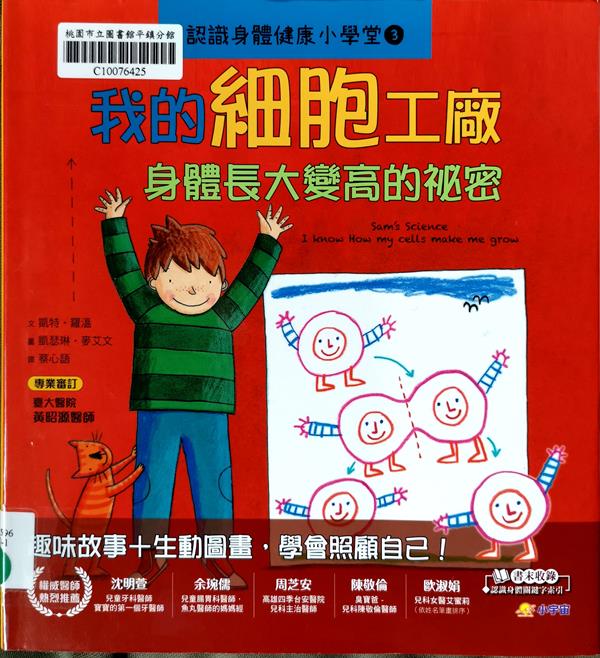 桃園市立圖書館平鎮分館
C10076425
認識身體健康小學堂3
我的細胞工廠
身體長大變高的祕密
Sam's Science
I know How my cells make me grow
文 凱特・羅溫
圖 凱瑟琳・麥艾文
譯 蔡心語
專業審訂
臺大醫院
黃昭源醫師
596
-1
趣味故事＋生動圖畫，學會照顧自己！
權威醫師
熱烈推薦
沈明萱
兒童牙科醫師．
寶寶的第一個牙醫師
余琬儒
兒童腸胃科醫師．
魚丸醫師的媽媽經
周芝安
高雄四季台安醫院
兒科主治醫師
陳敬倫
臭寶爸．
兒科陳敬倫醫師
歐淑娟
兒科女醫艾蜜莉
（依姓名筆畫排序）
書末收錄
認識身體關鍵字索引
小宇宙